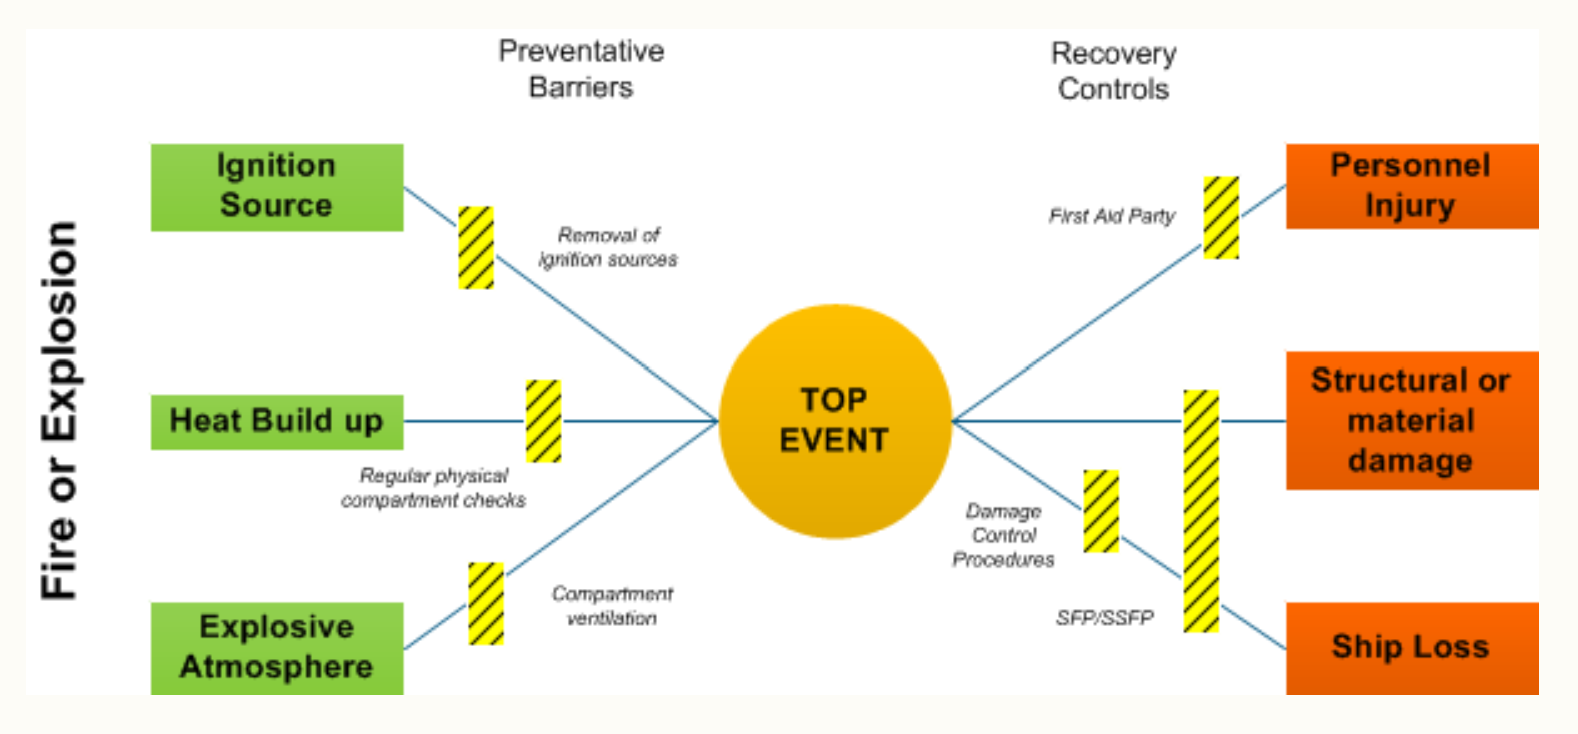 Preventative
Barriers
Recovery
Controls
Fire or Explosion
Ignition
Source
Removal of
ignition sources
First Aid Party
Personnel
Injury
Heat Build up
Regular physical
compartment checks
TOP
EVENT
Structural or
material
damage
Explosive
Atmosphere
Compartment
ventilation
Damage
Control
Procedures
SFP/SSFP
Ship Loss